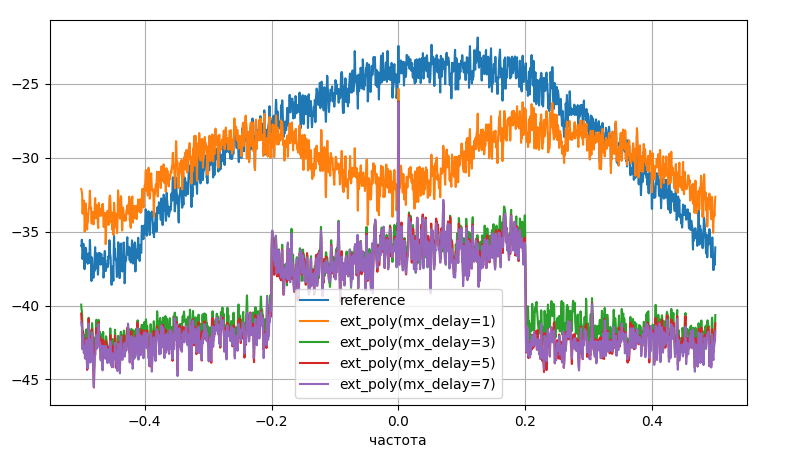 −25
−30
−35
−40
−45
reference
ext_poly(mx_delay=1)
ext_poly(mx_delay=3)
ext_poly(mx_delay=5)
ext_poly(mx_delay=7)
−0.4
−0.2
0.0
0.2
0.4
частота